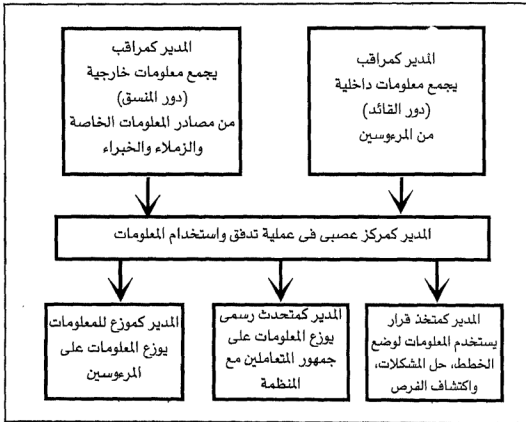 المدير كمراقب
يجمع معلومات داخلية
(دور القائد)
من المرءوسين
المدير كمراقب
يجمع معلومات خارجية
(دور المنسق)
من مصادر المعلومات الخاصة
والزملاء والخبراء
المدير كمركز عصبى فى عملية تدفق واستخدام المعلومات
المدير كمتخذ قرار
يستخدم المعلومات لوضع
الخطط، حل المشكلات،
واكتشاف الفرص
المدير كمتحدث رسمى
يوزع المعلومات على
جمهور المتعاملين مع
المنظمة
المدير كموزع للمعلومات
يوزع المعلومات على
المرءوسين